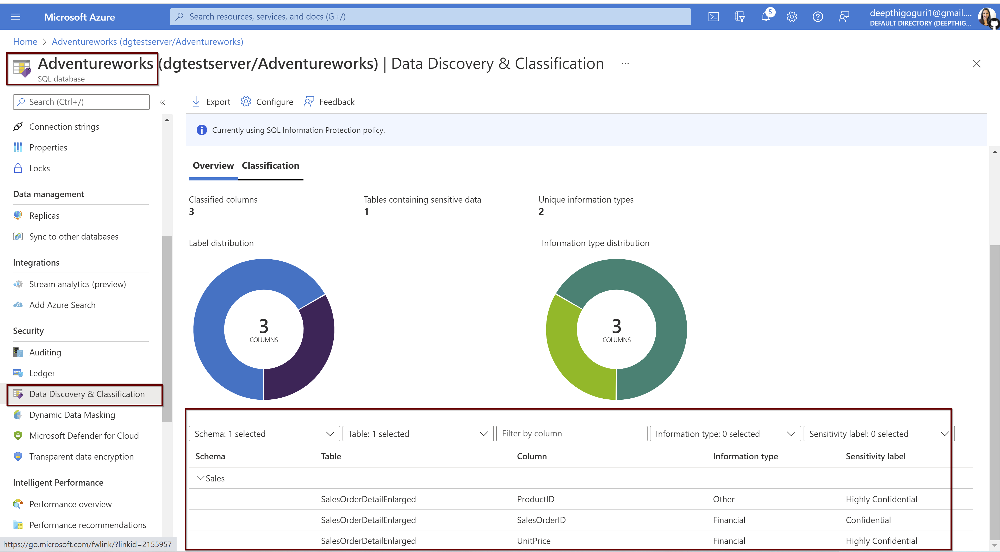 Microsoft Azure
Search resources, services, and docs (G+/)
5
deepthigoguri1@gmail....
DEFAULT DIRECTORY (DEEPTHIG...
Home > Adventureworks (dgtestserver/Adventureworks)
Adventureworks (dgtestserver/Adventureworks) | Data Discovery & Classification ...
SQL database
Search (Ctrl+/)
«
Connection strings
Properties
Locks
Data management
Replicas
Sync to other databases
Integrations
Stream analytics (preview)
Add Azure Search
Security
Auditing
Ledger
Data Discovery & Classification
Dynamic Data Masking
Microsoft Defender for Cloud
Transparent data encryption
Intelligent Performance
Performance overview
Performance recommendations
https://go.microsoft.com/fwlink/?linkid=2155957
Export Configure Feedback
Currently using SQL Information Protection policy.
Overview Classification
Classified columns Tables containing sensitive data Unique information types
3 1 2
Label distribution Information type distribution
3 3
COLUMNS COLUMNS
Schema: 1 selected Table: 1 selected Filter by column Information type: 0 selected Sensitivity label: 0 selected
Schema Table Column Information type Sensitivity label
Sales
SalesOrderDetailEnlarged ProductID Other Highly Confidential
SalesOrderDetailEnlarged SalesOrderID Financial Confidential
SalesOrderDetailEnlarged UnitPrice Financial Highly Confidential